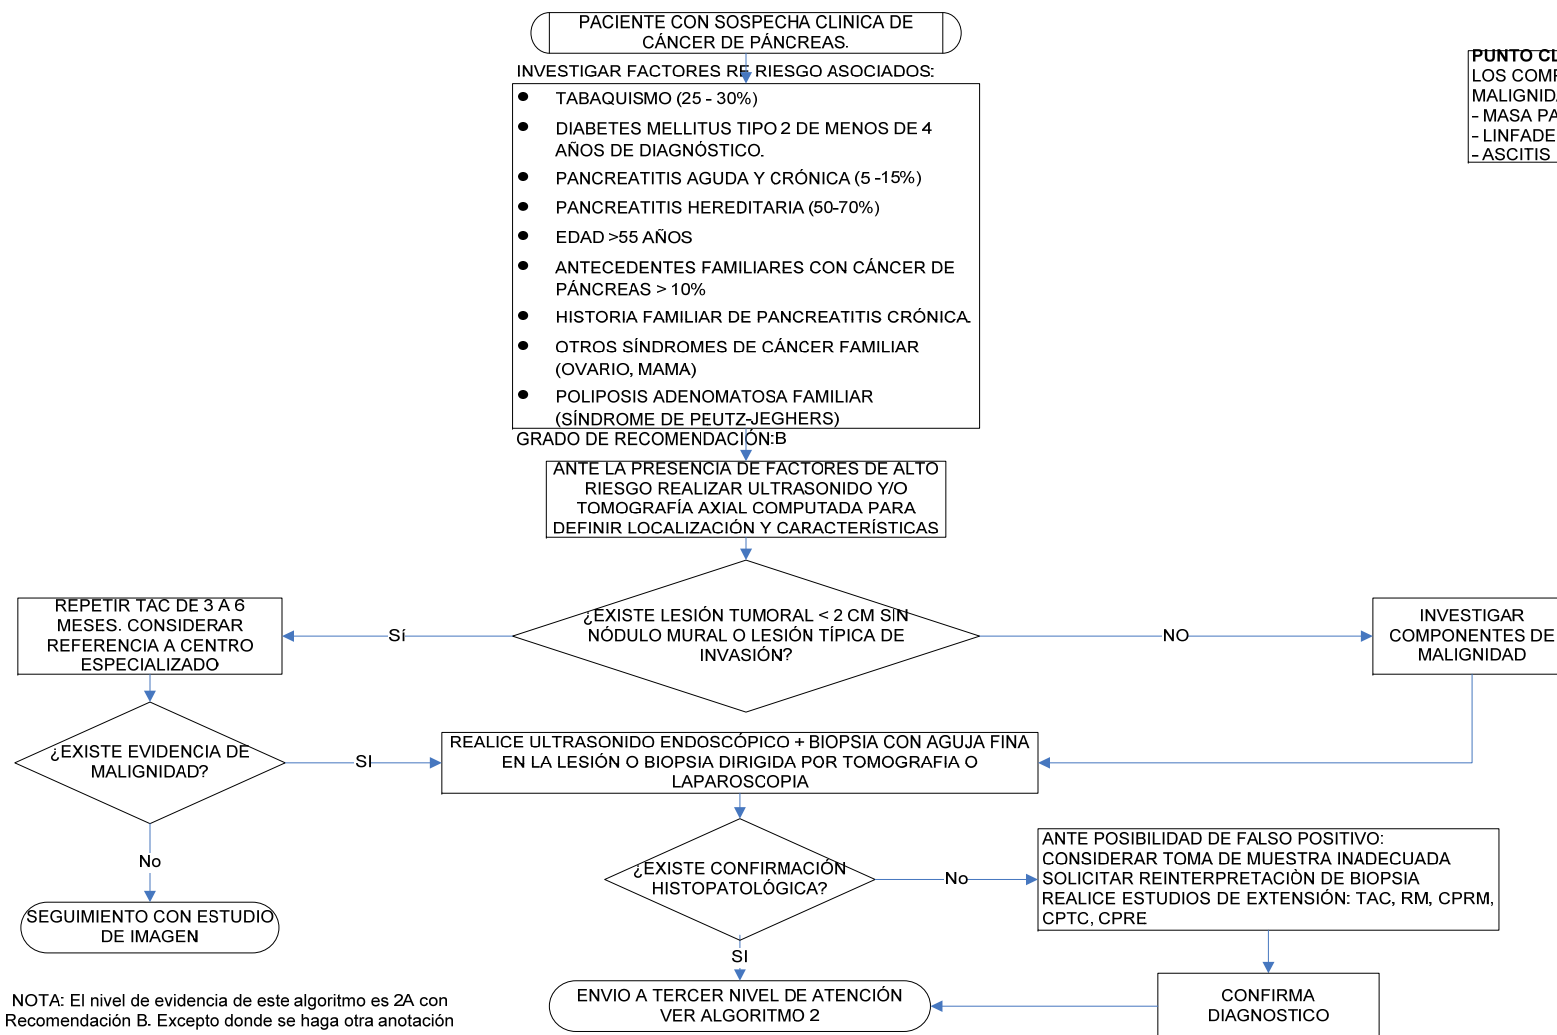 PACIENTE CON SOSPECHA CLINICA DE
CÁNCER DE PÁNCREAS.
INVESTIGAR FACTORES RE RIESGO ASOCIADOS:
● TABAQUISMO (25 - 30%)
● DIABETES MELLITUS TIPO 2 DE MENOS DE 4
AÑOS DE DIAGNÓSTICO.
● PANCREATITIS AGUDA Y CRÓNICA (5 -15%)
● PANCREATITIS HEREDITARIA (50-70%)
● EDAD >55 AÑOS
● ANTECEDENTES FAMILIARES CON CÁNCER DE
PÁNCREAS > 10%
● HISTORIA FAMILIAR DE PANCREATITIS CRÓNICA.
● OTROS SÍNDROMES DE CÁNCER FAMILIAR
(OVARIO, MAMA)
● POLIPOSIS ADENOMATOSA FAMILIAR
(SÍNDROME DE PEUTZ-JEGHERS)
GRADO DE RECOMENDACIÓN:B
PUNTO CL
LOS COMP
MALIGNIDA
- MASA PA
- LINFADE
- ASCITIS
ANTE LA PRESENCIA DE FACTORES DE ALTO
RIESGO REALIZAR ULTRASONIDO Y/O
TOMOGRAFÍA AXIAL COMPUTADA PARA
DEFINIR LOCALIZACIÓN Y CARACTERÍSTICAS
¿EXISTE LESIÓN TUMORAL < 2 CM SIN
NÓDULO MURAL O LESIÓN TÍPICA DE
INVASIÓN?
Sí
NO
REPETIR TAC DE 3 A 6
MESES. CONSIDERAR
REFERENCIA A CENTRO
ESPECIALIZADO
INVESTIGAR
COMPONENTES DE
MALIGNIDAD
¿EXISTE EVIDENCIA DE
MALIGNIDAD?
SI
REALICE ULTRASONIDO ENDOSCÓPICO + BIOPSIA CON AGUJA FINA
EN LA LESIÓN O BIOPSIA DIRIGIDA POR TOMOGRAFIA O
LAPAROSCOPIA
No
SEGUIMIENTO CON ESTUDIO
DE IMAGEN
¿EXISTE CONFIRMACIÓN
HISTOPATOLÓGICA?
No
ANTE POSIBILIDAD DE FALSO POSITIVO:
CONSIDERAR TOMA DE MUESTRA INADECUADA
SOLICITAR REINTERPRETACIÒN DE BIOPSIA
REALICE ESTUDIOS DE EXTENSIÓN: TAC, RM, CPRM,
CPTC, CPRE
SI
ENVIO A TERCER NIVEL DE ATENCIÓN
VER ALGORITMO 2
CONFIRMA
DIAGNOSTICO
NOTA: El nivel de evidencia de este algoritmo es 2A con
Recomendación B. Excepto donde se haga otra anotación